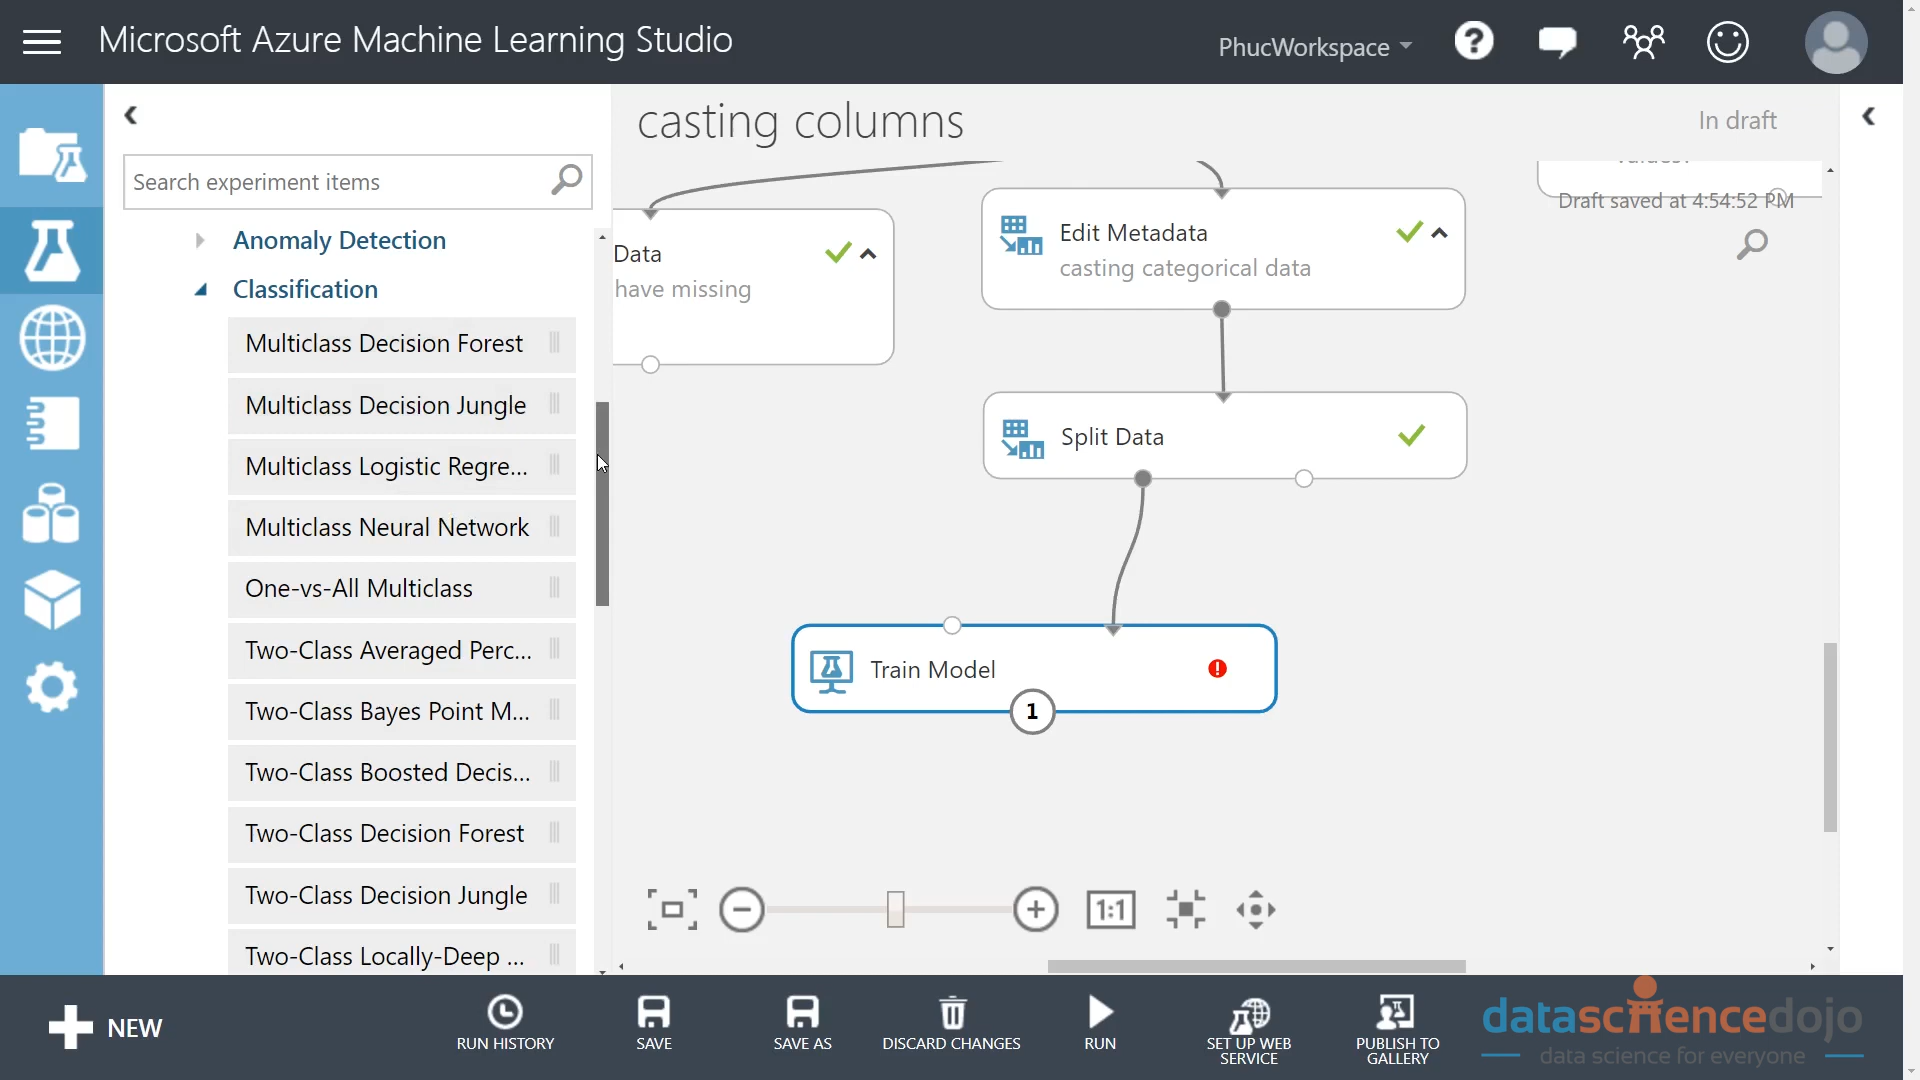 Microsoft Azure Machine Learning Studio
PhucWorkspace
casting columns
In draft
Search experiment items
Draft saved at 4:54:52 PM
Anomaly Detection
Classification
Multiclass Decision Forest
Multiclass Decision Jungle
Multiclass Logistic Regre...
Multiclass Neural Network
One-vs-All Multiclass
Two-Class Averaged Perc...
Two-Class Bayes Point M...
Two-Class Boosted Decis...
Two-Class Decision Forest
Two-Class Decision Jungle
Two-Class Locally-Deep ...
Data
have missing
Edit Metadata
casting categorical data
Split Data
Train Model
1
1:1
NEW
RUN HISTORY
SAVE
SAVE AS
DISCARD CHANGES
RUN
SET UP WEB
SERVICE
PUBLISH TO
GALLERY
datasciencedojo
data science for everyone